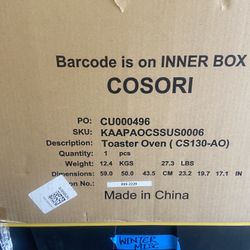 Barcode is on INNER BOX
COSORI
PO: CU000496
SKU: KAAPAOCSSUS0006
Description: Toaster Oven ( CS130-AO)
Quantity: 1 pcs
Weight: 12.4 KGS 27.3 LBS
Dimensions: 59.0 50.0 43.5 CM 23.2 19.7 17.1 IN
on No.:
Made in China
WINTER